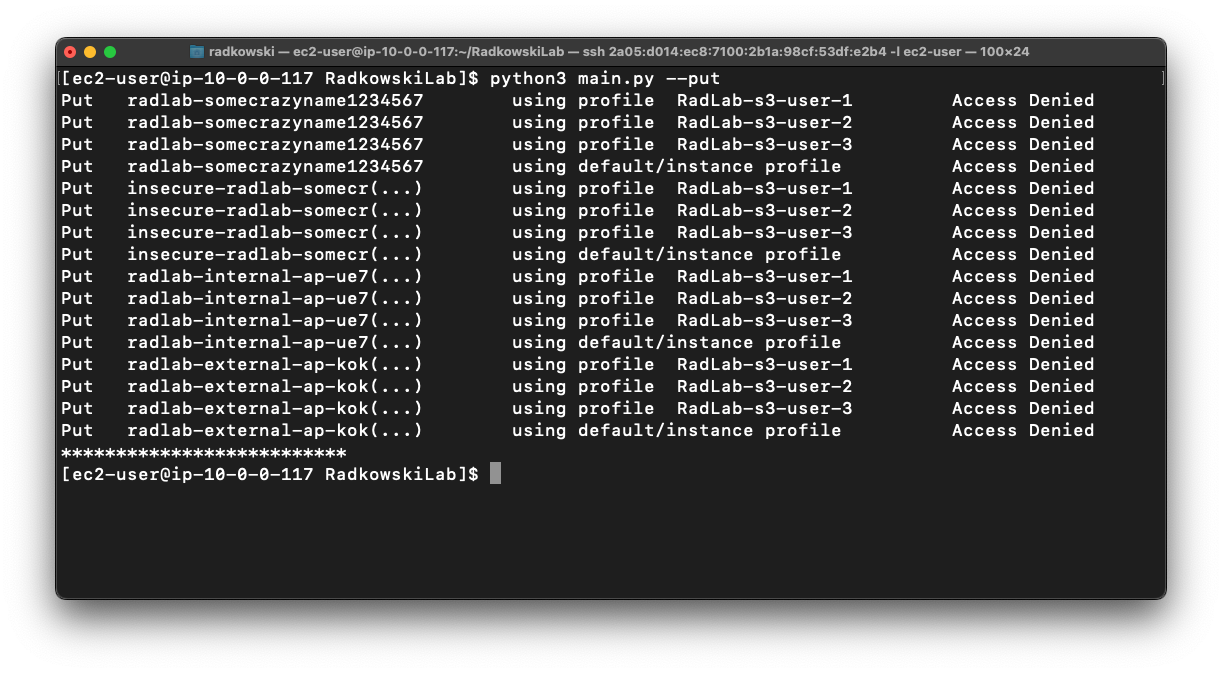 radkowski — ec2-user@ip-10-0-0-117:~/RadkowskiLab — ssh 2a05:d014:ec8:7100:2b1a:98cf:53df:e2b4 -l ec2-user — 100×24
[[ec2-user@ip-10-0-0-117 RadkowskiLab]$ python3 main.py --put ]
Put radlab-somecrazyname1234567 using profile RadLab-s3-user-1 Access Denied
Put radlab-somecrazyname1234567 using profile RadLab-s3-user-2 Access Denied
Put radlab-somecrazyname1234567 using profile RadLab-s3-user-3 Access Denied
Put radlab-somecrazyname1234567 using default/instance profile Access Denied
Put insecure-radlab-somecr(...) using profile RadLab-s3-user-1 Access Denied
Put insecure-radlab-somecr(...) using profile RadLab-s3-user-2 Access Denied
Put insecure-radlab-somecr(...) using profile RadLab-s3-user-3 Access Denied
Put insecure-radlab-somecr(...) using default/instance profile Access Denied
Put radlab-internal-ap-ue7(...) using profile RadLab-s3-user-1 Access Denied
Put radlab-internal-ap-ue7(...) using profile RadLab-s3-user-2 Access Denied
Put radlab-internal-ap-ue7(...) using profile RadLab-s3-user-3 Access Denied
Put radlab-internal-ap-ue7(...) using default/instance profile Access Denied
Put radlab-external-ap-kok(...) using profile RadLab-s3-user-1 Access Denied
Put radlab-external-ap-kok(...) using profile RadLab-s3-user-2 Access Denied
Put radlab-external-ap-kok(...) using profile RadLab-s3-user-3 Access Denied
Put radlab-external-ap-kok(...) using default/instance profile Access Denied
**************************
[ec2-user@ip-10-0-0-117 RadkowskiLab]$